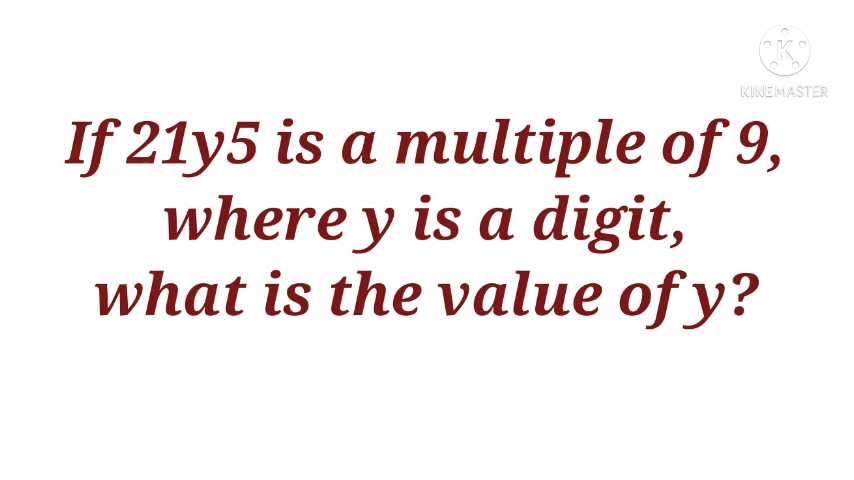 KINEMASTER
If 21y5 is a multiple of 9,
where y is a digit,
what is the value of y?